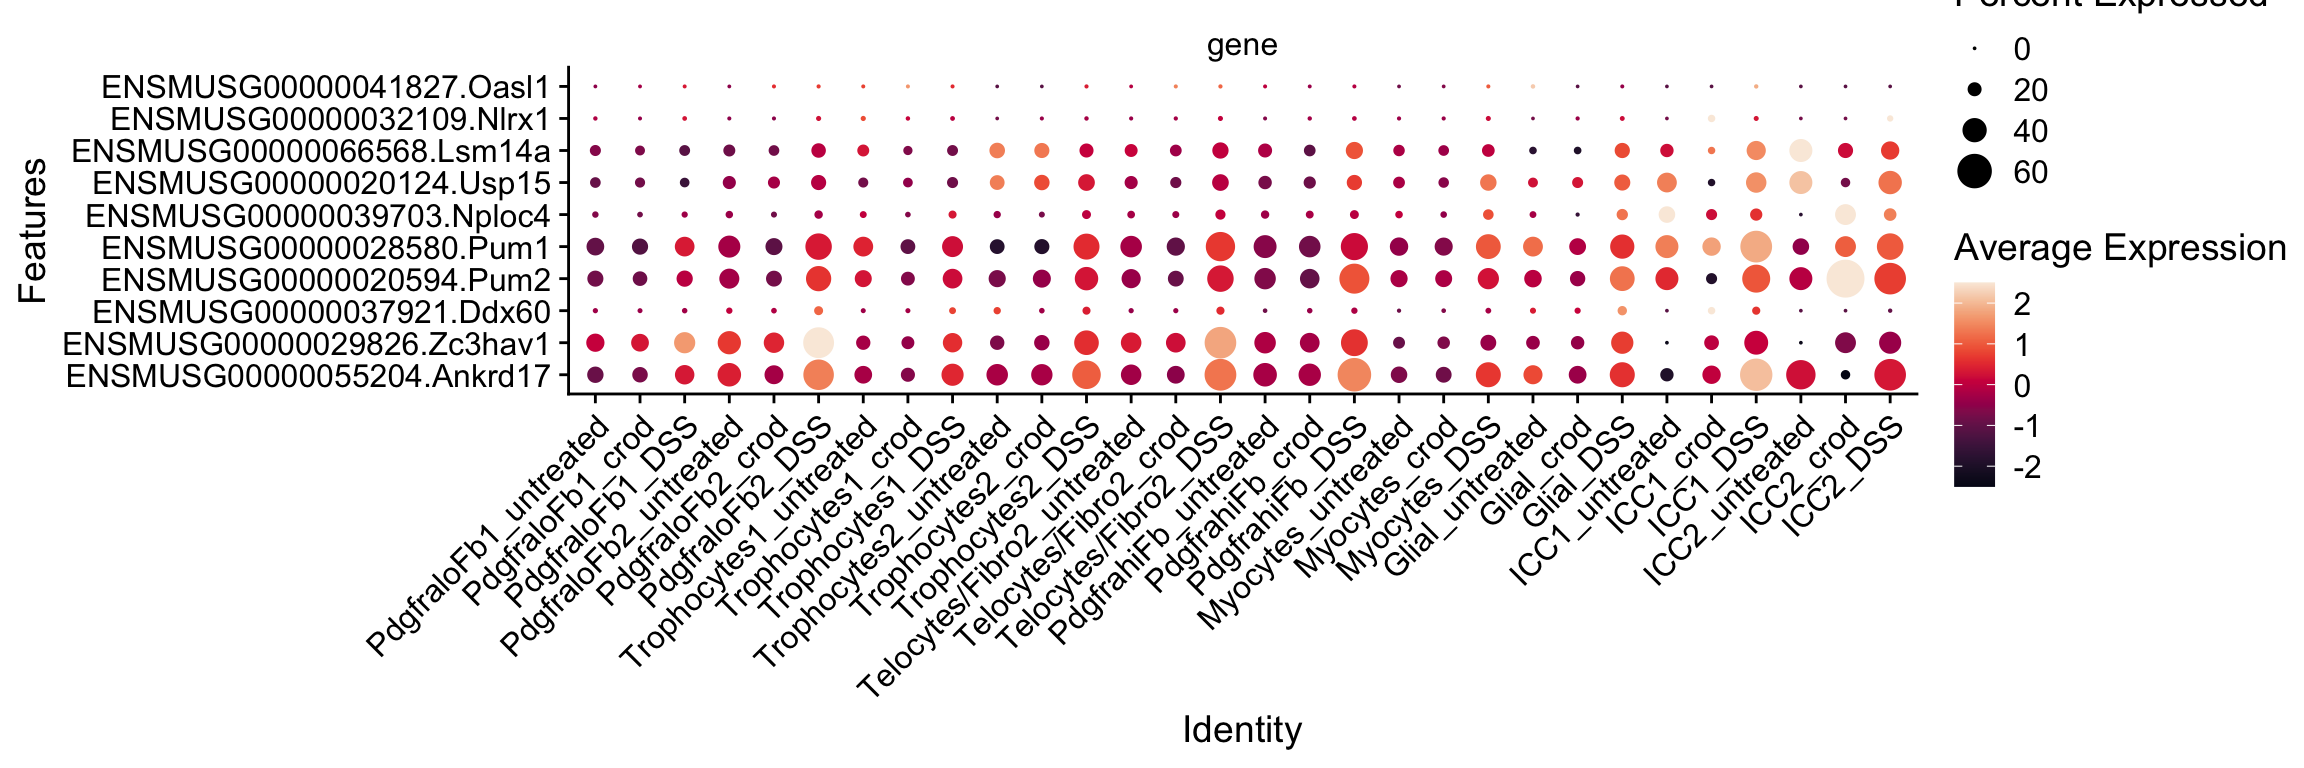 Percent Expressed
gene
0
20
40
60
ENSMUSG00000041827.Oasl1
ENSMUSG00000032109.Nlrx1
ENSMUSG00000066568.Lsm14a
ENSMUSG00000020124.Usp15
ENSMUSG00000039703.Nploc4
ENSMUSG00000028580.Pum1
ENSMUSG00000020594.Pum2
ENSMUSG00000037921.Ddx60
ENSMUSG00000029826.Zc3hav1
ENSMUSG00000055204.Ankrd17
Features
Average Expression
2
1
0
-1
-2
PdgfraloFb1_untreated
PdgfraloFb1_crod
PdgfraloFb1_DSS
PdgfraloFb2_untreated
PdgfraloFb2_crod
PdgfraloFb2_DSS
Trophocytes1_untreated
Trophocytes1_crod
Trophocytes1_DSS
Trophocytes2_untreated
Trophocytes2_crod
Trophocytes2_DSS
Telocytes/Fibro2_untreated
Telocytes/Fibro2_crod
Telocytes/Fibro2_DSS
PdgfrahiFb_untreated
PdgfrahiFb_crod
PdgfrahiFb_DSS
Myocytes_untreated
Myocytes_crod
Myocytes_DSS
Glial_untreated
Glial_crod
Glial_DSS
ICC1_untreated
ICC1_crod
ICC1_DSS
ICC2_untreated
ICC2_crod
ICC2_DSS
Identity